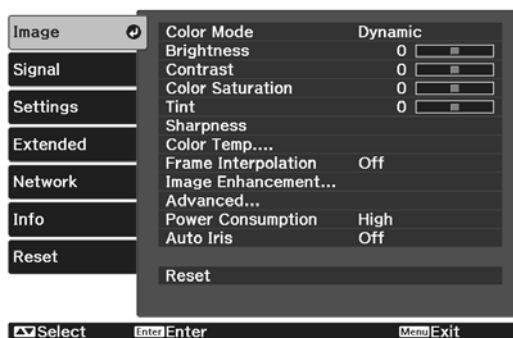 Image
Signal
Settings
Extended
Network
Info
Reset
Color Mode Dynamic
Brightness 0
Contrast 0
Color Saturation 0
Tint 0
Sharpness
Color Temp....
Frame Interpolation Off
Image Enhancement...
Advanced...
Power Consumption High
Auto Iris Off
Reset
Select Enter Enter Menu Exit